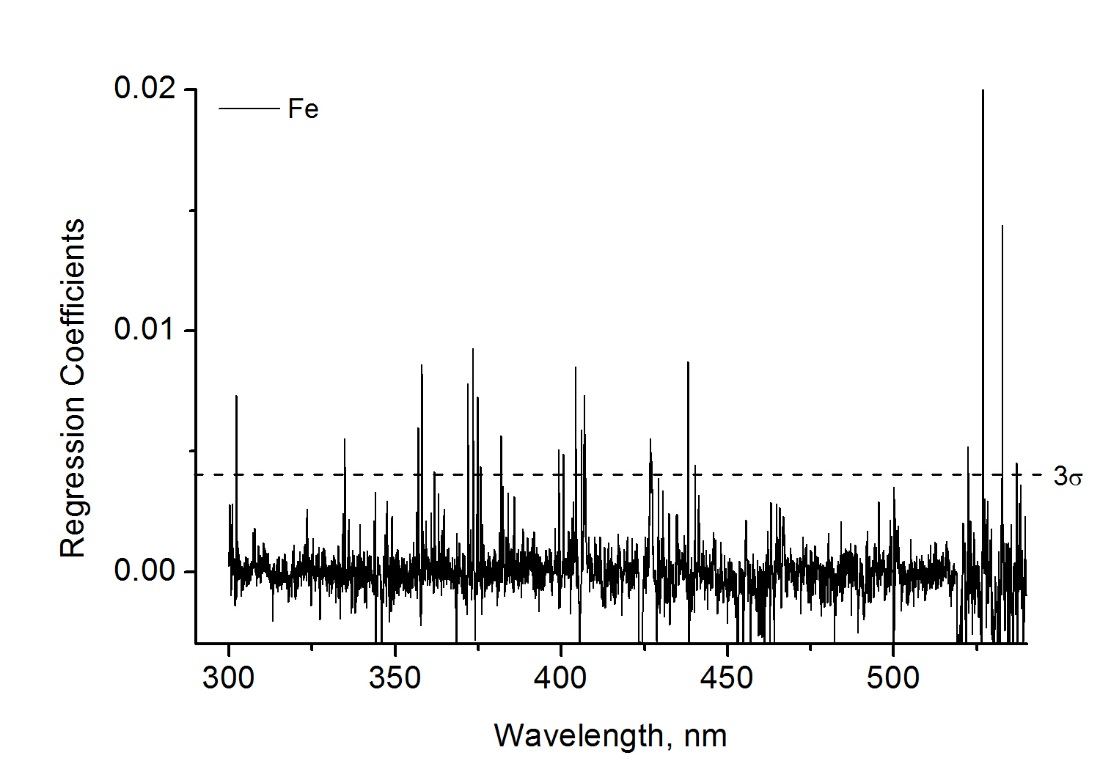 0.02
Fe
Regression Coefficients
0.01
3σ
0.00
300 350 400 450 500
Wavelength, nm